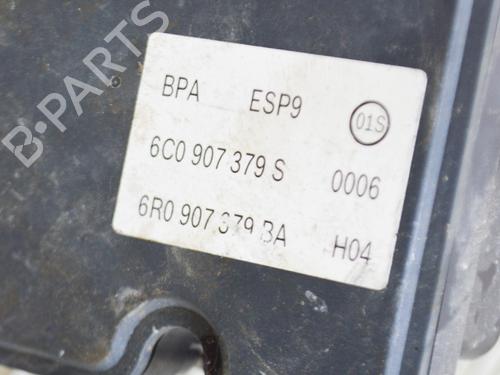 B-PARTS
BPA ESP9 01S
6C0 907 379 S 0006
6R0 907 379 BA H04